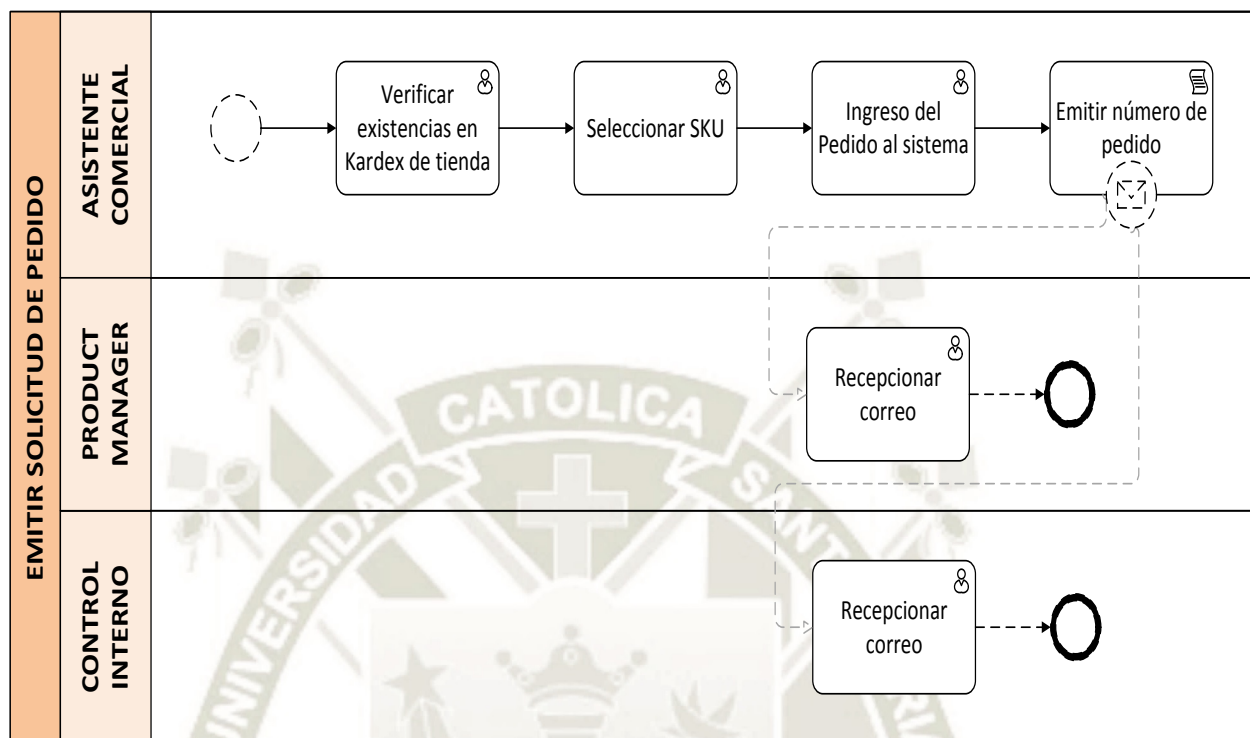 EMITIR SOLICITUD DE PEDIDO
ASISTENTE
COMERCIAL
Verificar
existencias en
Kardex de tienda
Seleccionar SKU
Ingreso del
Pedido al sistema
Emitir número de
pedido
PRODUCT
MANAGER
Recepcionar
correo
CONTROL
INTERNO
Recepcionar
correo
UNIVERSIDAD
CATOLICA